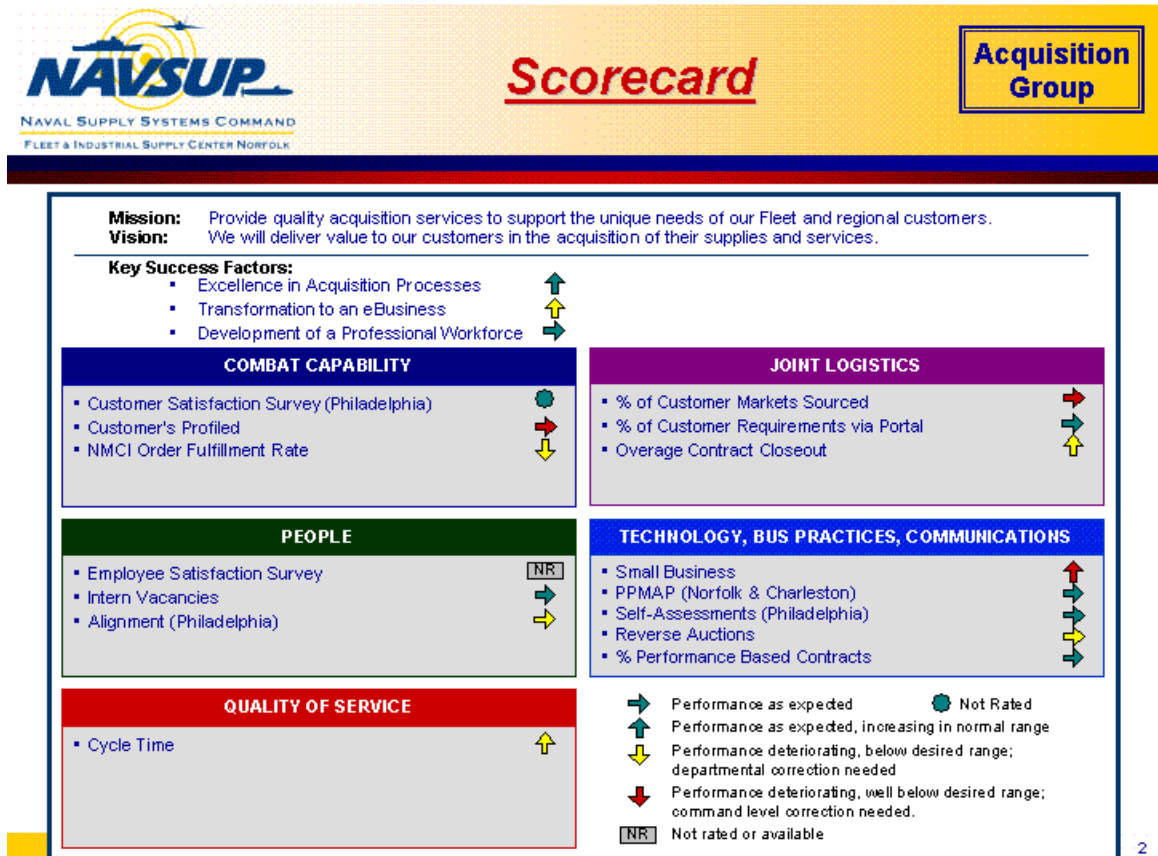 NAVSUP
NAVAL SUPPLY SYSTEMS COMMAND
FLEET & INDUSTRIAL SUPPLY CENTER NORFOLK
Scorecard
Acquisition
Group
Mission: Provide quality acquisition services to support the unique needs of our Fleet and regional customers.
Vision: We will deliver value to our customers in the acquisition of their supplies and services.
Key Success Factors:
▪ Excellence in Acquisition Processes
▪ Transformation to an eBusiness
▪ Development of a Professional Workforce
COMBAT CAPABILITY
▪ Customer Satisfaction Survey (Philadelphia)
▪ Customer's Profiled
▪ NMCI Order Fulfillment Rate
JOINT LOGISTICS
▪ % of Customer Markets Sourced
▪ % of Customer Requirements via Portal
▪ Overage Contract Closeout
PEOPLE
▪ Employee Satisfaction Survey NR
▪ Intern Vacancies
▪ Alignment (Philadelphia)
TECHNOLOGY, BUS PRACTICES, COMMUNICATIONS
▪ Small Business
▪ PPMAP (Norfolk & Charleston)
▪ Self-Assessments (Philadelphia)
▪ Reverse Auctions
▪ % Performance Based Contracts
QUALITY OF SERVICE
▪ Cycle Time
Performance as expected Not Rated
Performance as expected, increasing in normal range
Performance deteriorating, below desired range;
departmental correction needed
Performance deteriorating, well below desired range;
command level correction needed.
NR Not rated or available
2